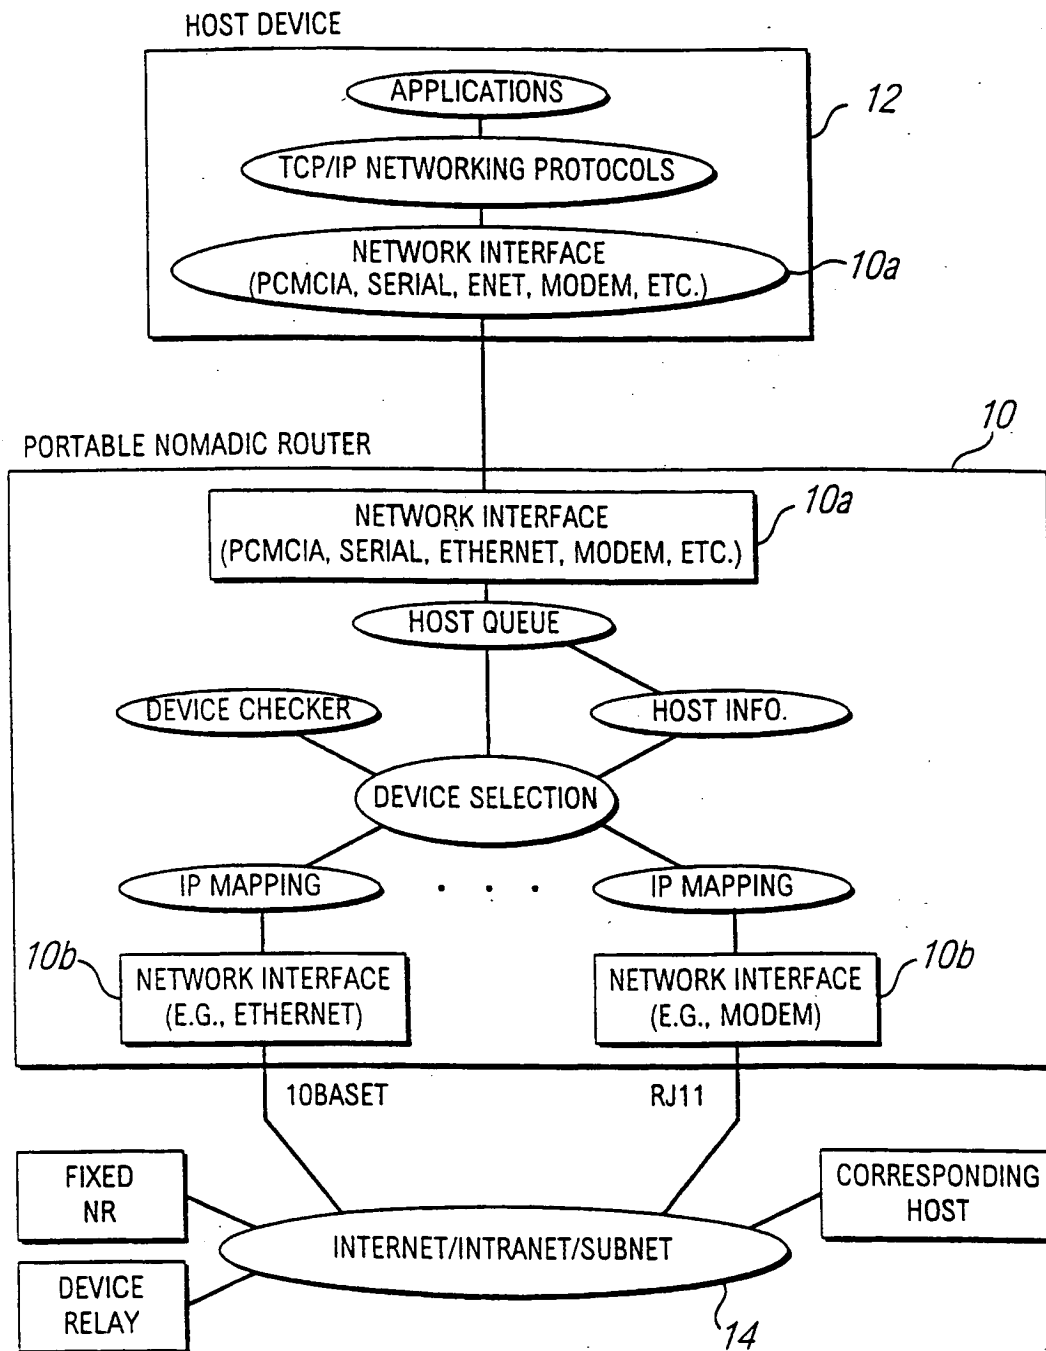 HOST DEVICE
APPLICATIONS
12
TCP/IP NETWORKING PROTOCOLS
NETWORK INTERFACE
(PCMCIA, SERIAL, ENET, MODEM, ETC.)
10a
10
PORTABLE NOMADIC ROUTER
NETWORK INTERFACE
(PCMCIA, SERIAL, ETHERNET, MODEM, ETC.)
10a
HOST QUEUE
DEVICE CHECKER
HOST INFO.
DEVICE SELECTION
IP MAPPING
. . .
IP MAPPING
10b
NETWORK INTERFACE
(E.G., ETHERNET)
NETWORK INTERFACE
(E.G., MODEM)
10b
10BASET
RJ11
FIXED
NR
CORRESPONDING
HOST
INTERNET/INTRANET/SUBNET
DEVICE
RELAY
14